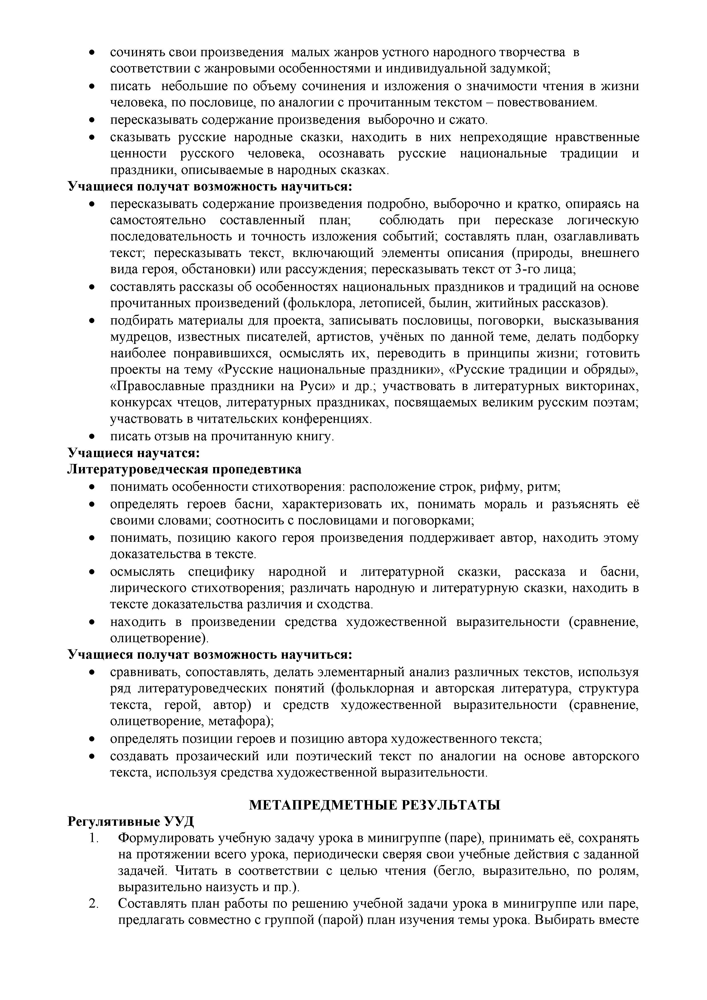 • сочинять свои произведения малых жанров устного народного творчества в
соответствии с жанровыми особенностями и индивидуальной задумкой;
• писать небольшие по объему сочинения и изложения о значимости чтения в жизни
человека, по пословице, по аналогии с прочитанным текстом – повествованием.
• пересказывать содержание произведения выборочно и сжато.
• сказывать русские народные сказки, находить в них непреходящие нравственные
ценности русского человека, осознавать русские национальные традиции и
праздники, описываемые в народных сказках.
Учащиеся получат возможность научиться:
• пересказывать содержание произведения подробно, выборочно и кратко, опираясь на
самостоятельно составленный план; соблюдать при пересказе логическую
последовательность и точность изложения событий; составлять план, озаглавливать
текст; пересказывать текст, включающий элементы описания (природы, внешнего
вида героя, обстановки) или рассуждения; пересказывать текст от 3-го лица;
• составлять рассказы об особенностях национальных праздников и традиций на основе
прочитанных произведений (фольклора, летописей, былин, житийных рассказов).
• подбирать материалы для проекта, записывать пословицы, поговорки, высказывания
мудрецов, известных писателей, артистов, учёных по данной теме, делать подборку
наиболее понравившихся, осмыслять их, переводить в принципы жизни; готовить
проекты на тему «Русские национальные праздники», «Русские традиции и обряды»,
«Православные праздники на Руси» и др.; участвовать в литературных викторинах,
конкурсах чтецов, литературных праздниках, посвящаемых великим русским поэтам;
участвовать в читательских конференциях.
• писать отзыв на прочитанную книгу.
Учащиеся научатся:
Литературоведческая пропедевтика
• понимать особенности стихотворения: расположение строк, рифму, ритм;
• определять героев басни, характеризовать их, понимать мораль и разъяснять её
своими словами; соотносить с пословицами и поговорками;
• понимать, позицию какого героя произведения поддерживает автор, находить этому
доказательства в тексте.
• осмыслять специфику народной и литературной сказки, рассказа и басни,
лирического стихотворения; различать народную и литературную сказки, находить в
тексте доказательства различия и сходства.
• находить в произведении средства художественной выразительности (сравнение,
олицетворение).
Учащиеся получат возможность научиться:
• сравнивать, сопоставлять, делать элементарный анализ различных текстов, используя
ряд литературоведческих понятий (фольклорная и авторская литература, структура
текста, герой, автор) и средств художественной выразительности (сравнение,
олицетворение, метафора);
• определять позиции героев и позицию автора художественного текста;
• создавать прозаический или поэтический текст по аналогии на основе авторского
текста, используя средства художественной выразительности.
МЕТАПРЕДМЕТНЫЕ РЕЗУЛЬТАТЫ
Регулятивные УУД
1. Формулировать учебную задачу урока в минигруппе (паре), принимать её, сохранять
на протяжении всего урока, периодически сверяя свои учебные действия с заданной
задачей. Читать в соответствии с целью чтения (бегло, выразительно, по ролям,
выразительно наизусть и пр.).
2. Составлять план работы по решению учебной задачи урока в минигруппе или паре,
предлагать совместно с группой (парой) план изучения темы урока. Выбирать вместе